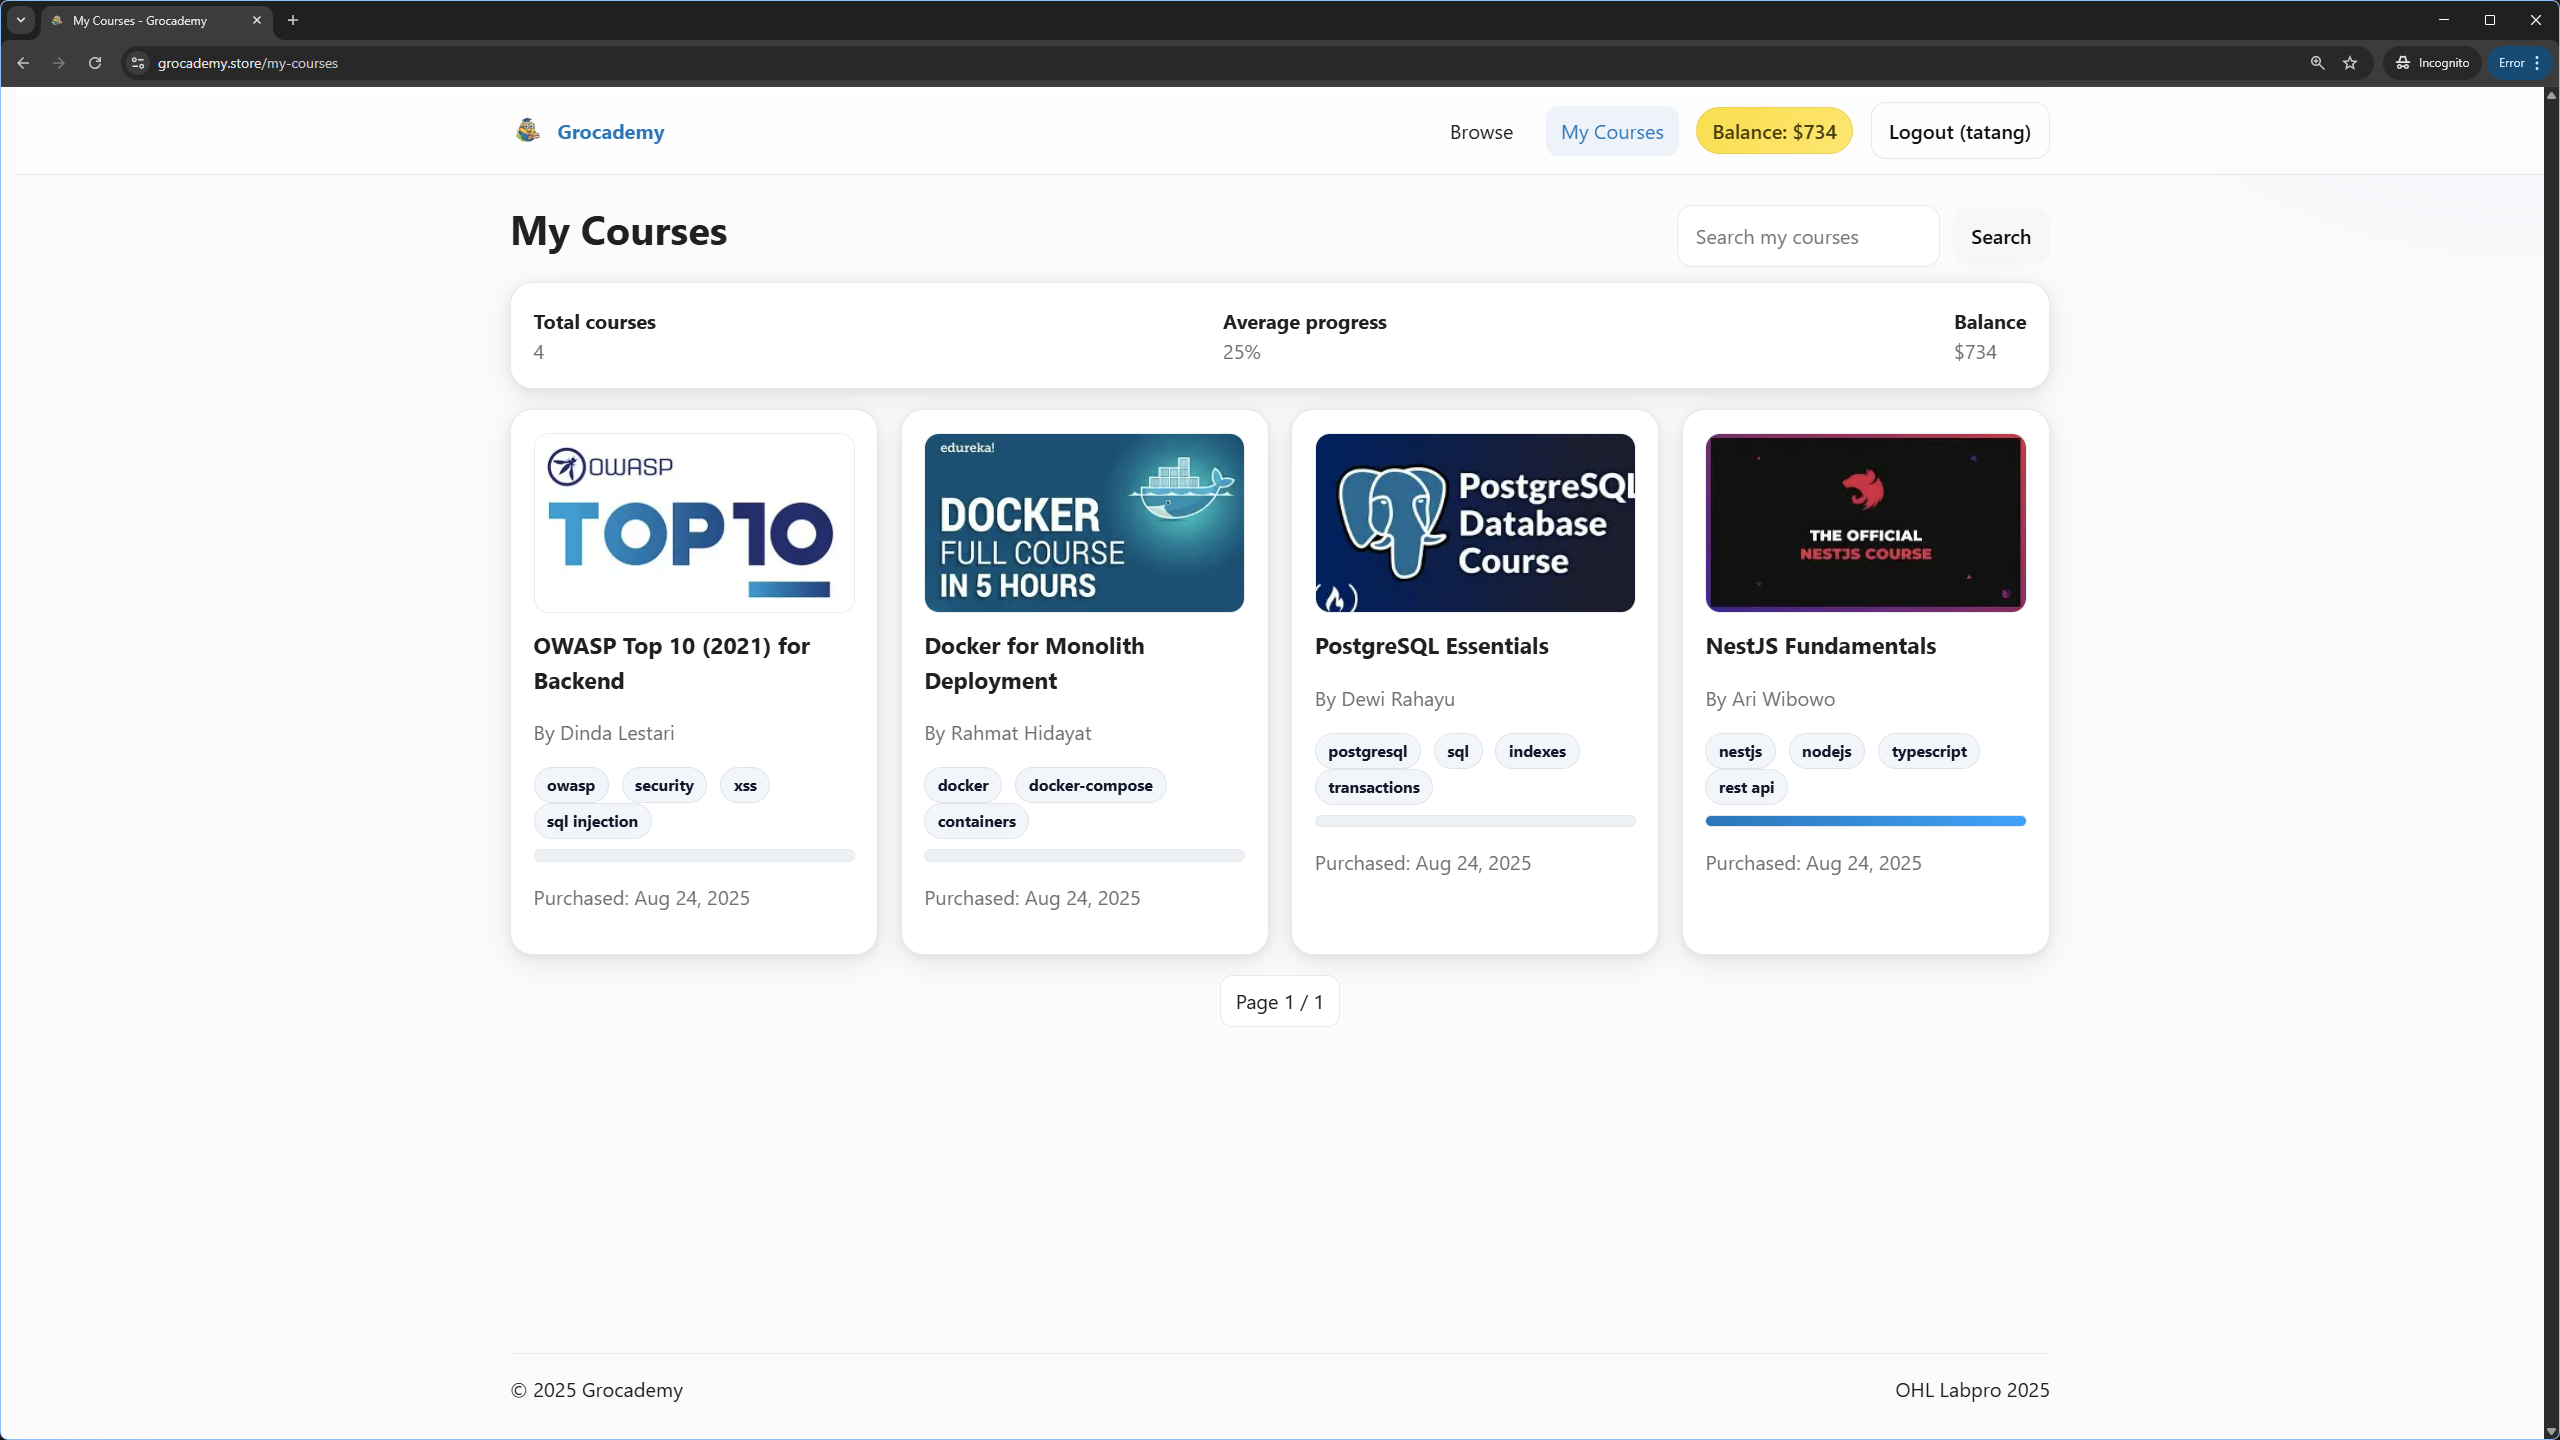 My Courses - Grocademy
grocademy.store/my-courses
Incognito
Error
Grocademy
Browse
My Courses
Balance: $734
Logout (tatang)
My Courses
Search my courses
Search
Total courses
4
Average progress
25%
Balance
$734
OWASP
TOP10
OWASP Top 10 (2021) for
Backend
By Dinda Lestari
owasp
security
xss
sql injection
Purchased: Aug 24, 2025
edureka!
DOCKER
FULL COURSE
IN 5 HOURS
Docker for Monolith
Deployment
By Rahmat Hidayat
docker
docker-compose
containers
Purchased: Aug 24, 2025
PostgreSQL
Database
Course
PostgreSQL Essentials
By Dewi Rahayu
postgresql
sql
indexes
transactions
Purchased: Aug 24, 2025
THE OFFICIAL
NESTJS COURSE
NestJS Fundamentals
By Ari Wibowo
nestjs
nodejs
typescript
rest api
Purchased: Aug 24, 2025
Page 1 / 1
© 2025 Grocademy
OHL Labpro 2025